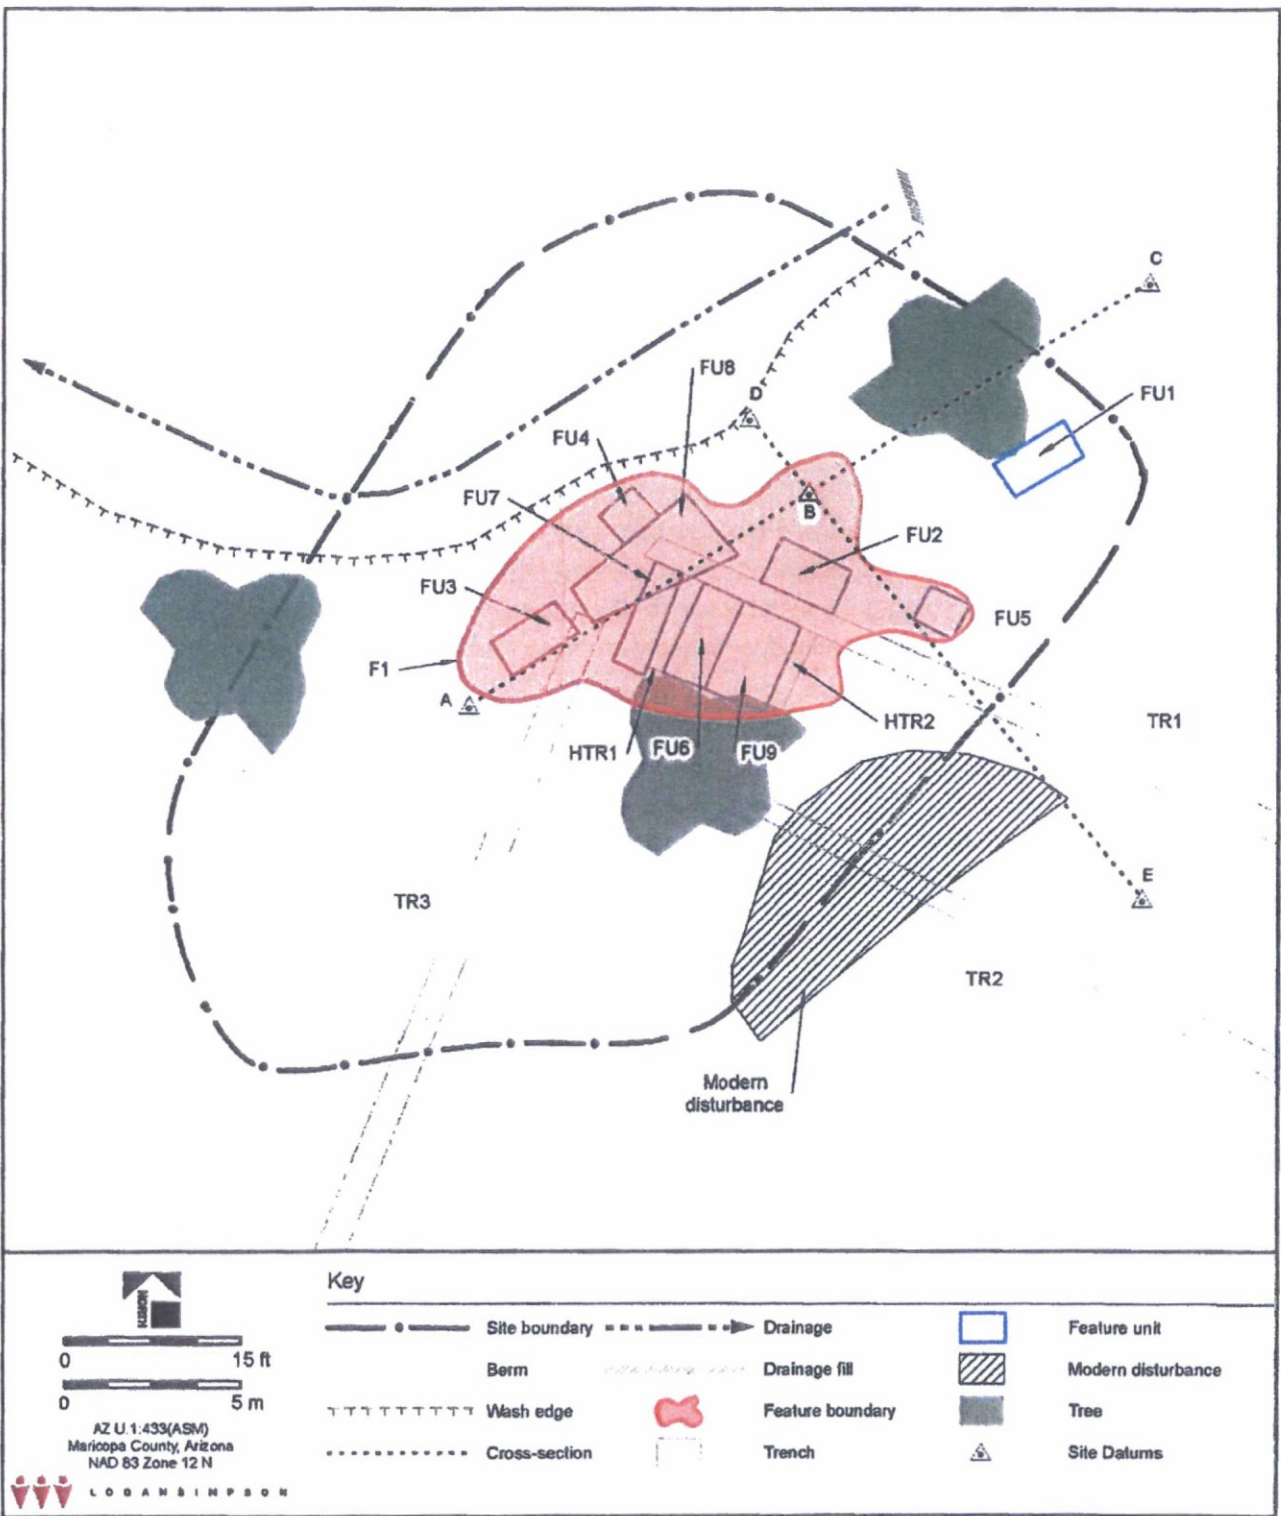 C
FU8
FU1
D
FU4
FU7
B
FU2
FU3
FU5
F1
A
HTR2
TR1
HTR1
FU6
FU9
E
TR3
TR2
Modern
disturbance
NORTH
0 15 ft
0 5 m
AZ U:1:433(ASM)
Maricopa County, Arizona
NAD 83 Zone 12 N
LOGANSIMPSON
Key
Site boundary
Drainage
Feature unit
Berm
Drainage fill
Modern disturbance
Wash edge
Feature boundary
Tree
Cross-section
Trench
Site Datums